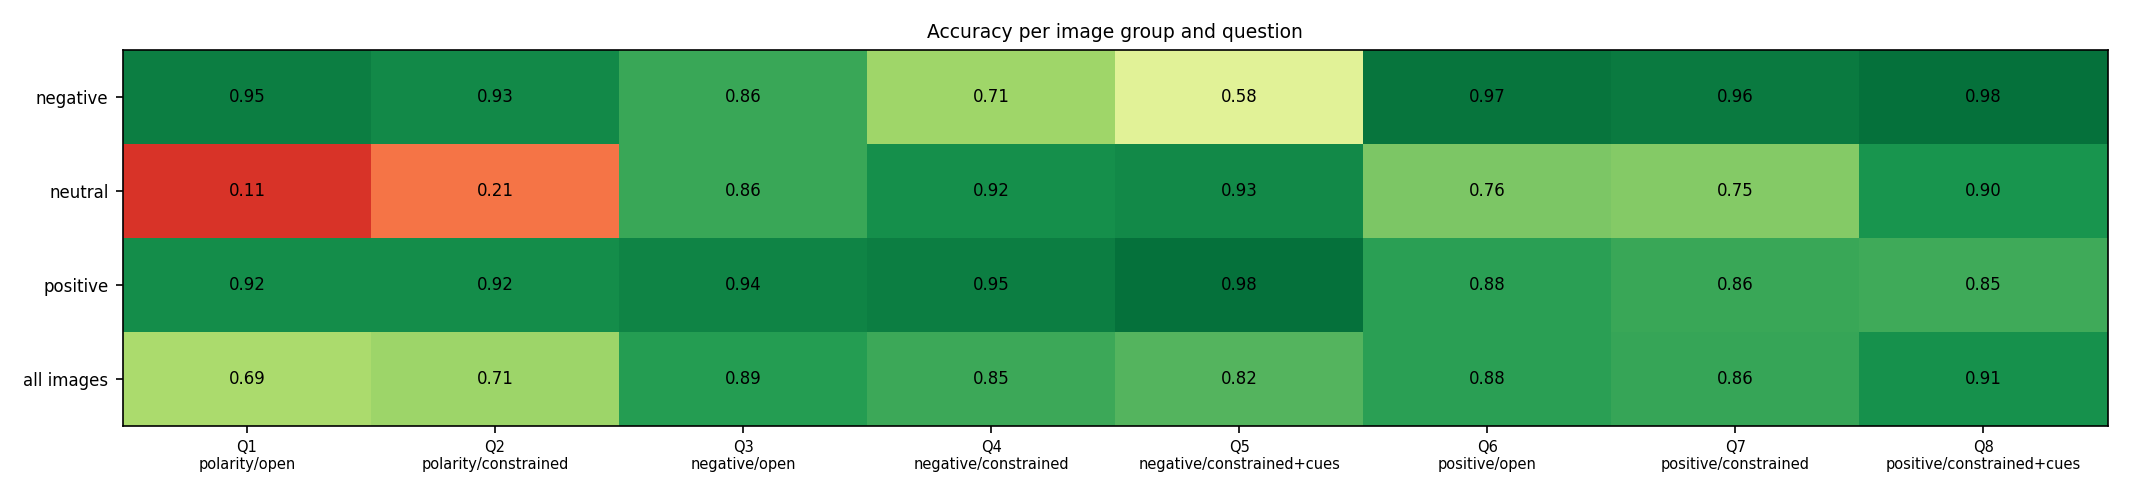 Accuracy per image group and question
negative 0.95 0.93 0.86 0.71 0.58 0.97 0.96 0.98
neutral 0.11 0.21 0.86 0.92 0.93 0.76 0.75 0.90
positive 0.92 0.92 0.94 0.95 0.98 0.88 0.86 0.85
all images 0.69 0.71 0.89 0.85 0.82 0.88 0.86 0.91
Q1 Q2 Q3 Q4 Q5 Q6 Q7 Q8
polarity/open polarity/constrained negative/open negative/constrained negative/constrained+cues positive/open positive/constrained positive/constrained+cues